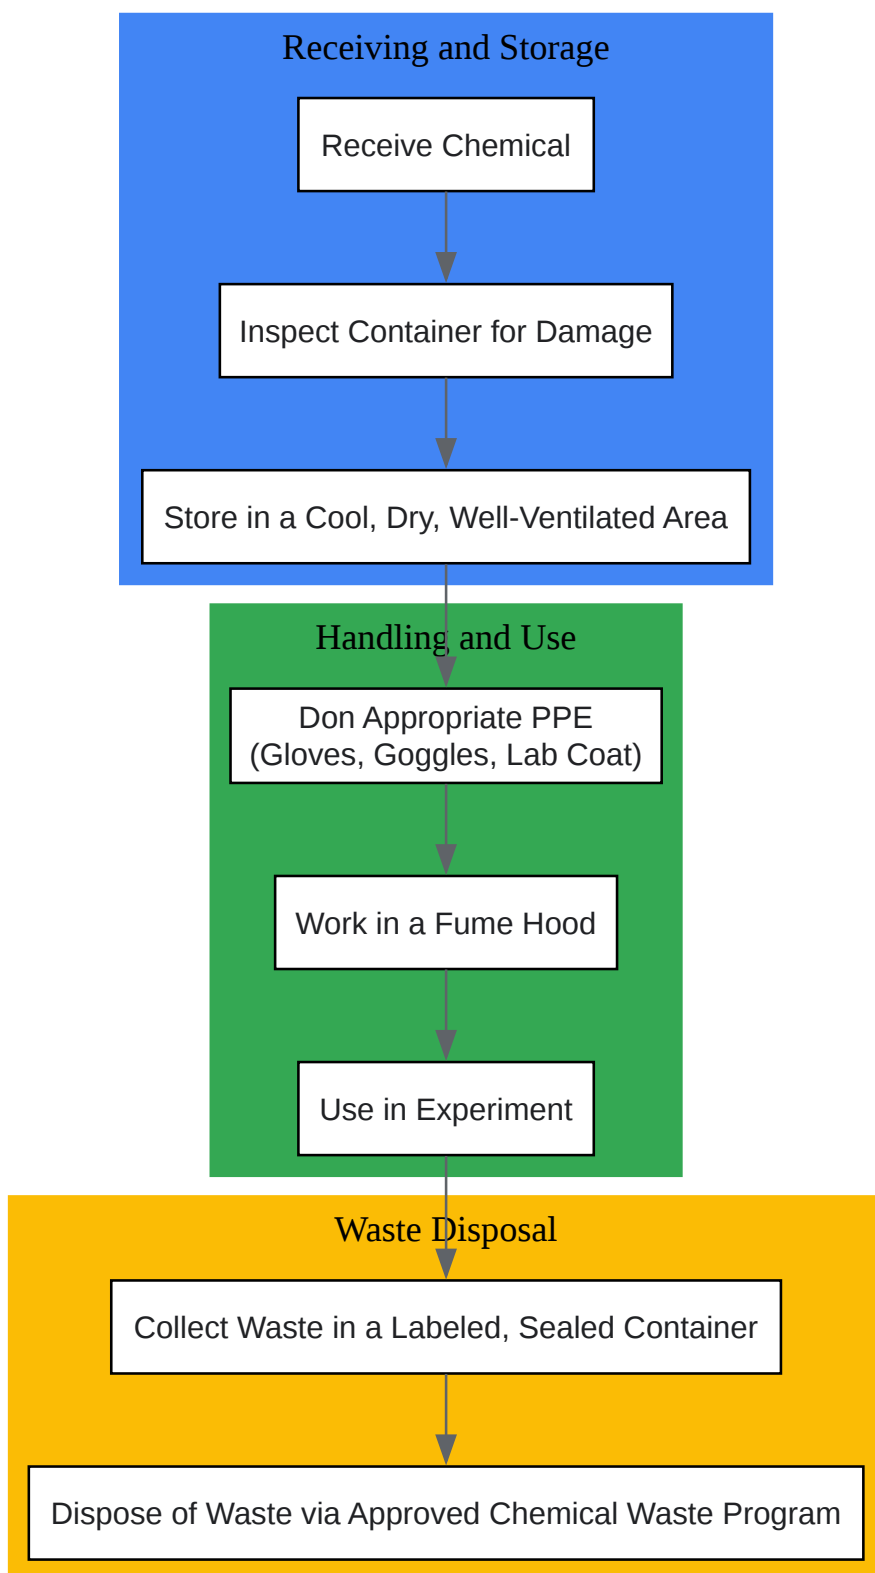 Receiving and Storage
Receive Chemical
Inspect Container for Damage
Store in a Cool, Dry, Well-Ventilated Area
Handling and Use
Don Appropriate PPE
(Gloves, Goggles, Lab Coat)
Work in a Fume Hood
Use in Experiment
Waste Disposal
Collect Waste in a Labeled, Sealed Container
Dispose of Waste via Approved Chemical Waste Program